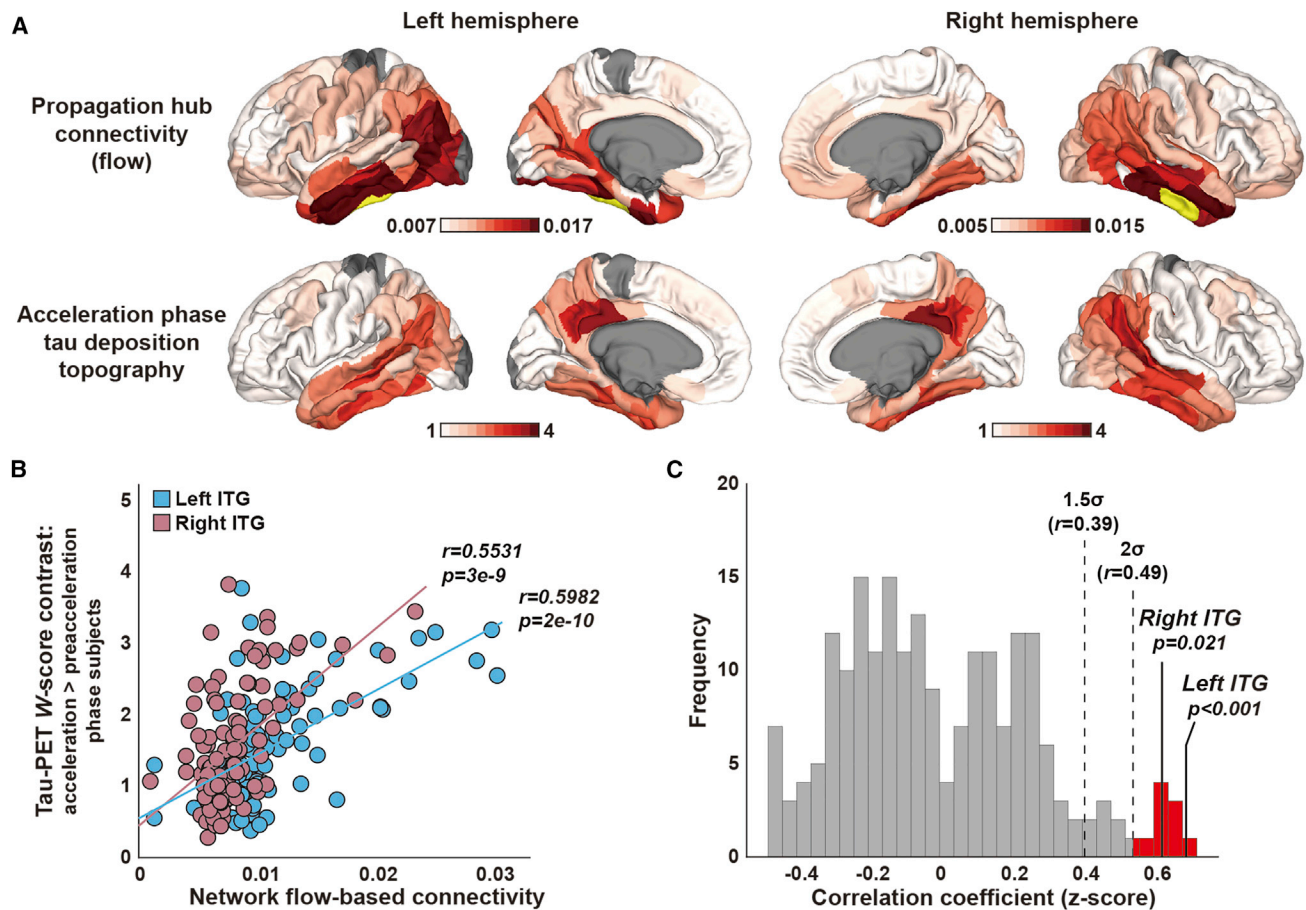 A
Left hemisphere
Right hemisphere
Propagation hub
connectivity
(flow)
0.007
0.017
0.005
0.015
Acceleration phase
tau deposition
topography
1
4
1
4
B
Left ITG
Right ITG
r=0.5531
p=3e-9
r=0.5982
p=2e-10
Tau-PET W-score contrast:
acceleration > preacceleration
phase subjects
5
4
3
2
1
0
0
0.01
0.02
0.03
Network flow-based connectivity
C
20
15
10
5
0
Frequency
1.5σ
(r=0.39)
2σ
(r=0.49)
Right ITG
p=0.021
Left ITG
p<0.001
-0.4
-0.2
0
0.2
0.4
0.6
Correlation coefficient (z-score)